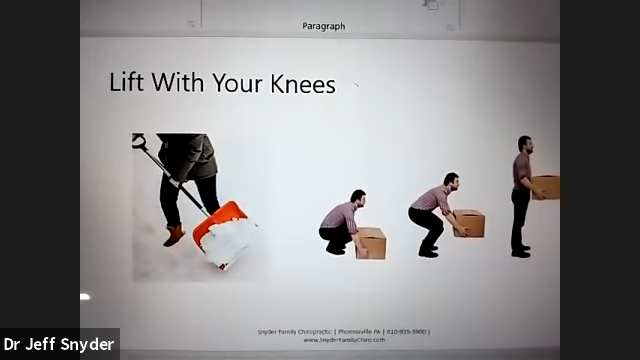 Paragraph
Lift With Your Knees
Snyder Family Chiropractic | Phoenixville PA | 610-935-5900 |
www.SnyderFamilyChiro.com
Dr Jeff Snyder